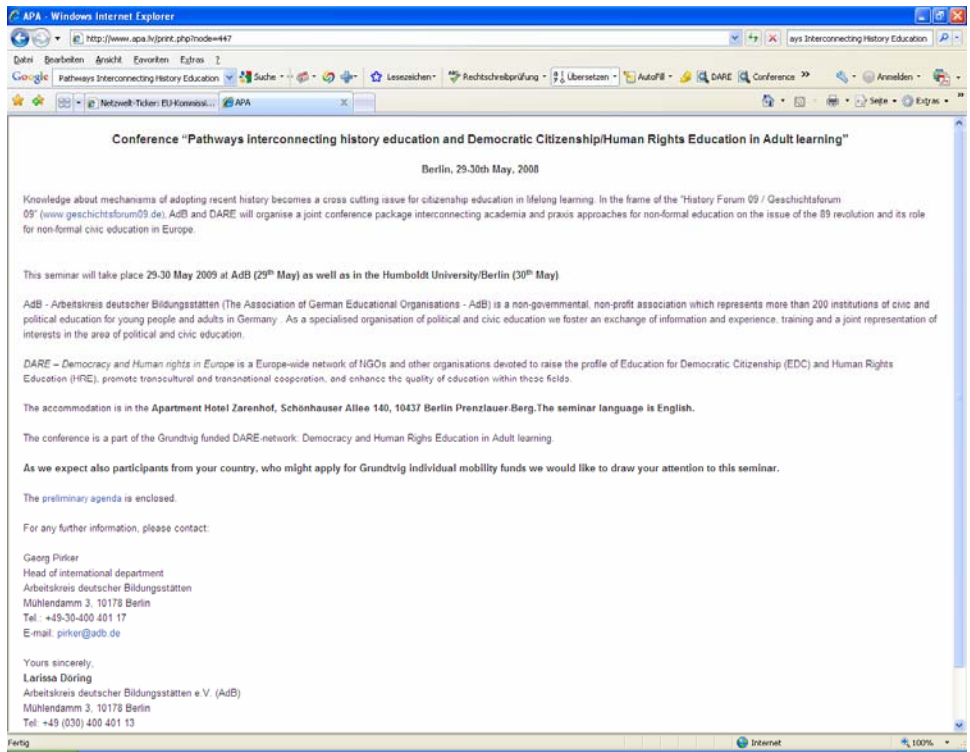 APA - Windows Internet Explorer
http://www.apa.lv/print.php?node=447
ays Interconnecting History Education
Datei Bearbeiten Ansicht Favoriten Extras ?
Google Pathways Interconnecting History Education Suche Lesezeichen Rechtschreibprüfung Übersetzen AutoFill DARE Conference Anmelden
Netzwelt-Ticker: EU-Kommissi... APA Seite Extras
Conference "Pathways interconnecting history education and Democratic Citizenship/Human Rights Education in Adult learning"
Berlin, 29-30th May, 2008
Knowledge about mechanisms of adopting recent history becomes a cross cutting issue for citizenship education in lifelong learning. In the frame of the "History Forum 09 / Geschichtsforum
09" (www.geschichtsforum09.de), AdB and DARE will organise a joint conference package interconnecting academia and praxis approaches for non-formal education on the issue of the 89 revolution and its role
for non-formal civic education in Europe.
This seminar will take place 29-30 May 2009 at AdB (29th May) as well as in the Humboldt University/Berlin (30th May)
AdB - Arbeitskreis deutscher Bildungsstätten (The Association of German Educational Organisations - AdB) is a non-governmental, non-profit association which represents more than 200 institutions of civic and
political education for young people and adults in Germany . As a specialised organisation of political and civic education we foster an exchange of information and experience, training and a joint representation of
interests in the area of political and civic education.
DARE – Democracy and Human rights in Europe is a Europe-wide network of NGOs and other organisations devoted to raise the profile of Education for Democratic Citizenship (EDC) and Human Rights
Education (HRE), promote transcultural and transnational cooperation, and enhance the quality of education within these fields.
The accommodation is in the Apartment Hotel Zarenhof, Schönhauser Allee 140, 10437 Berlin Prenzlauer-Berg.The seminar language is English.
The conference is a part of the Grundtvig funded DARE-network: Democracy and Human Righs Education in Adult learning.
As we expect also participants from your country, who might apply for Grundtvig individual mobility funds we would like to draw your attention to this seminar.
The preliminary agenda is enclosed.
For any further information, please contact:
Georg Pirker
Head of international department
Arbeitskreis deutscher Bildungsstätten
Mühlendamm 3, 10178 Berlin
Tel.: +49-30-400 401 17
E-mail: pirker@adb.de
Yours sincerely,
Larissa Döring
Arbeitskreis deutscher Bildungsstätten e.V. (AdB)
Mühlendamm 3, 10178 Berlin
Tel: +49 (030) 400 401 13
Fertig Internet 100%